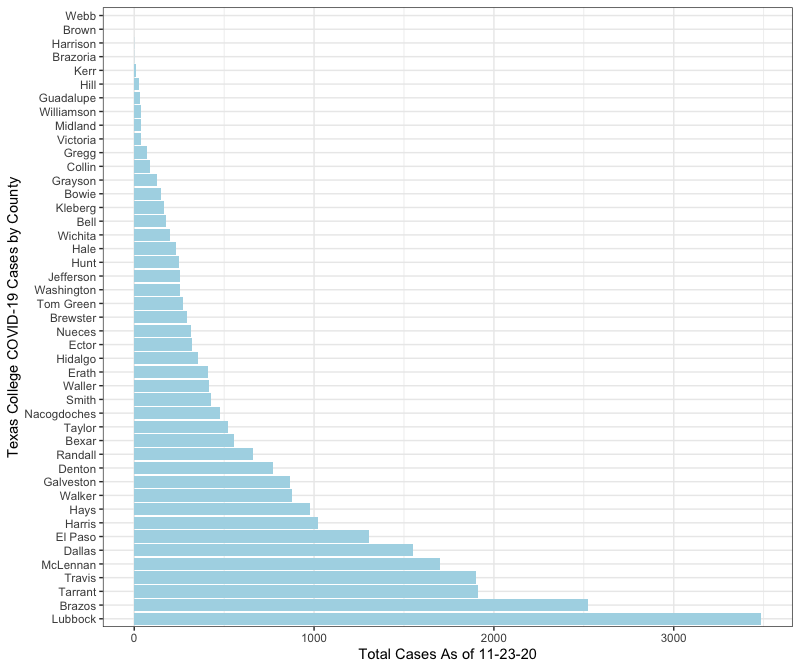 Texas College COVID-19 Cases by County
Webb
Brown
Harrison
Brazoria
Kerr
Hill
Guadalupe
Williamson
Midland
Victoria
Gregg
Collin
Grayson
Bowie
Kleberg
Bell
Wichita
Hale
Hunt
Jefferson
Washington
Tom Green
Brewster
Nueces
Ector
Hidalgo
Erath
Waller
Smith
Nacogdoches
Taylor
Bexar
Randall
Denton
Galveston
Walker
Hays
Harris
El Paso
Dallas
McLennan
Travis
Tarrant
Brazos
Lubbock
0 1000 2000 3000
Total Cases As of 11-23-20